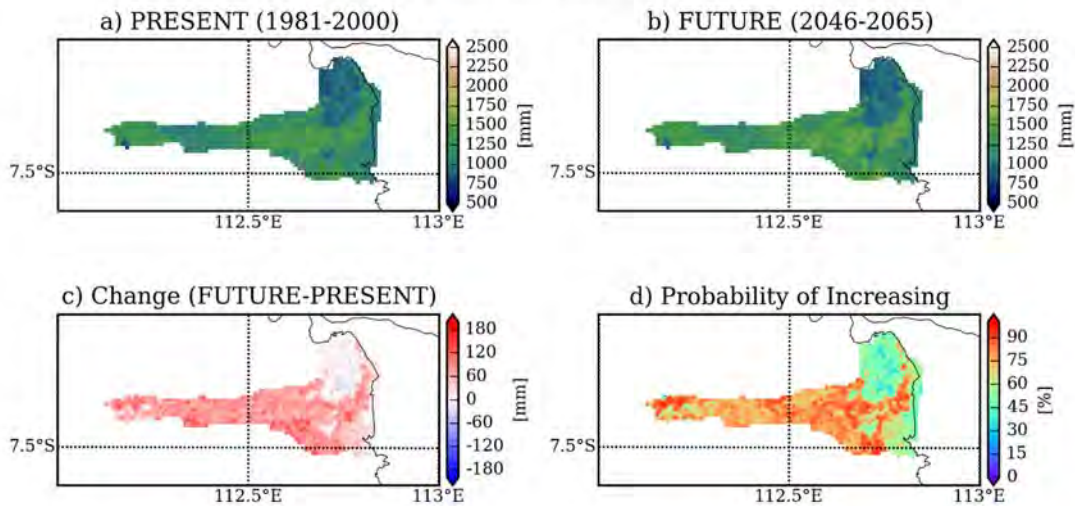 a) PRESENT (1981-2000)
b) FUTURE (2046-2065)
2500
2250
2000
1750
1500
1250
1000
750
500
[mm]
7.5°S
112.5°E
113°E
2500
2250
2000
1750
1500
1250
1000
750
500
[mm]
7.5°S
112.5°E
113°E
c) Change (FUTURE-PRESENT)
d) Probability of Increasing
180
120
60
0
-60
-120
-180
[mm]
7.5°S
112.5°E
113°E
90
75
60
45
30
15
0
[%]
7.5°S
112.5°E
113°E